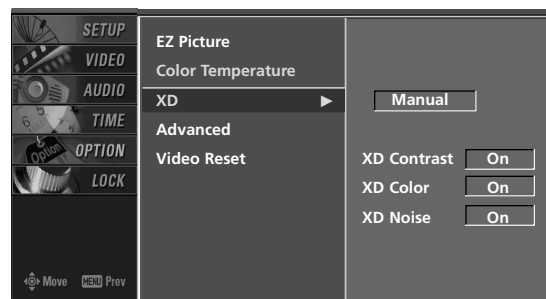 SETUP
VIDEO
AUDIO
TIME
OPTION
LOCK
Move MENU Prev
EZ Picture
Color Temperature
XD ▶
Advanced
Video Reset
Manual
XD Contrast On
XD Color On
XD Noise On